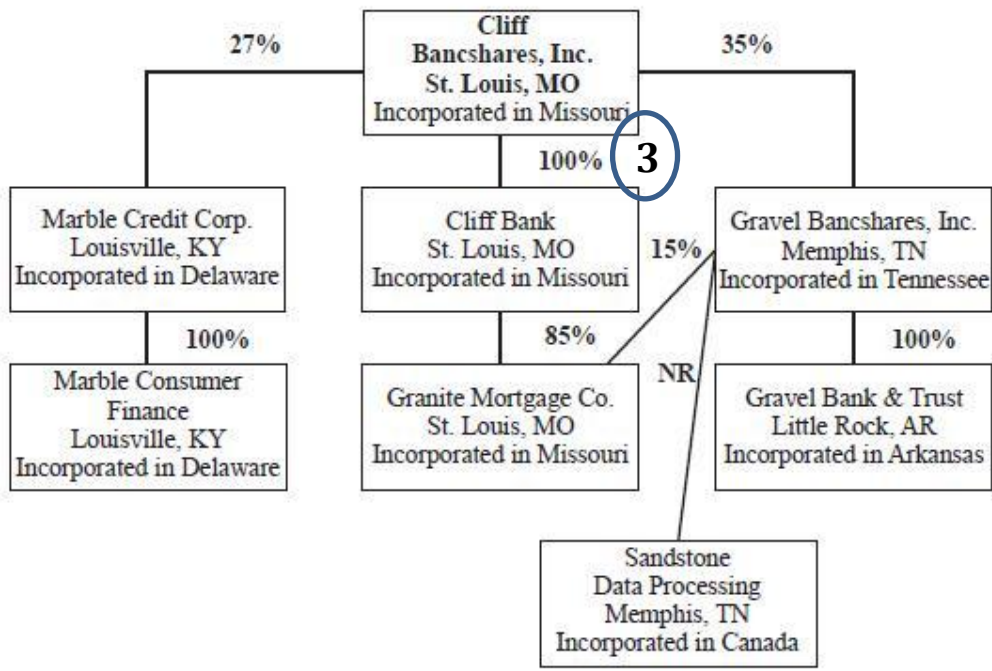 Cliff
Bancshares, Inc.
St. Louis, MO
Incorporated in Missouri
27%
35%
100%
3
Marble Credit Corp.
Louisville, KY
Incorporated in Delaware
Cliff Bank
St. Louis, MO
Incorporated in Missouri
Gravel Bancshares, Inc.
Memphis, TN
Incorporated in Tennessee
15%
100%
85%
NR
100%
Marble Consumer
Finance
Louisville, KY
Incorporated in Delaware
Granite Mortgage Co.
St. Louis, MO
Incorporated in Missouri
Gravel Bank & Trust
Little Rock, AR
Incorporated in Arkansas
Sandstone
Data Processing
Memphis, TN
Incorporated in Canada